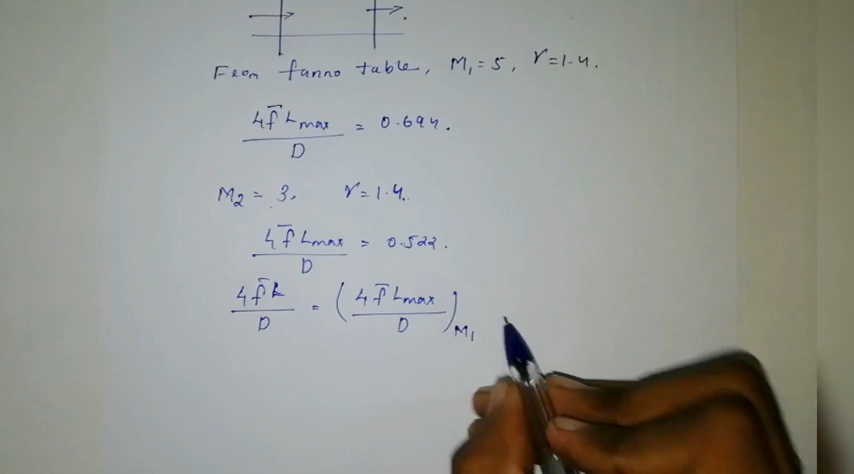 From fanno table, M₁ = 5, γ = 1.4.
4f̄Lmax / D = 0.694.
M₂ = 3, γ = 1.4.
4f̄Lmax / D = 0.522.
4f̄L / D = (4f̄Lmax / D)M₁